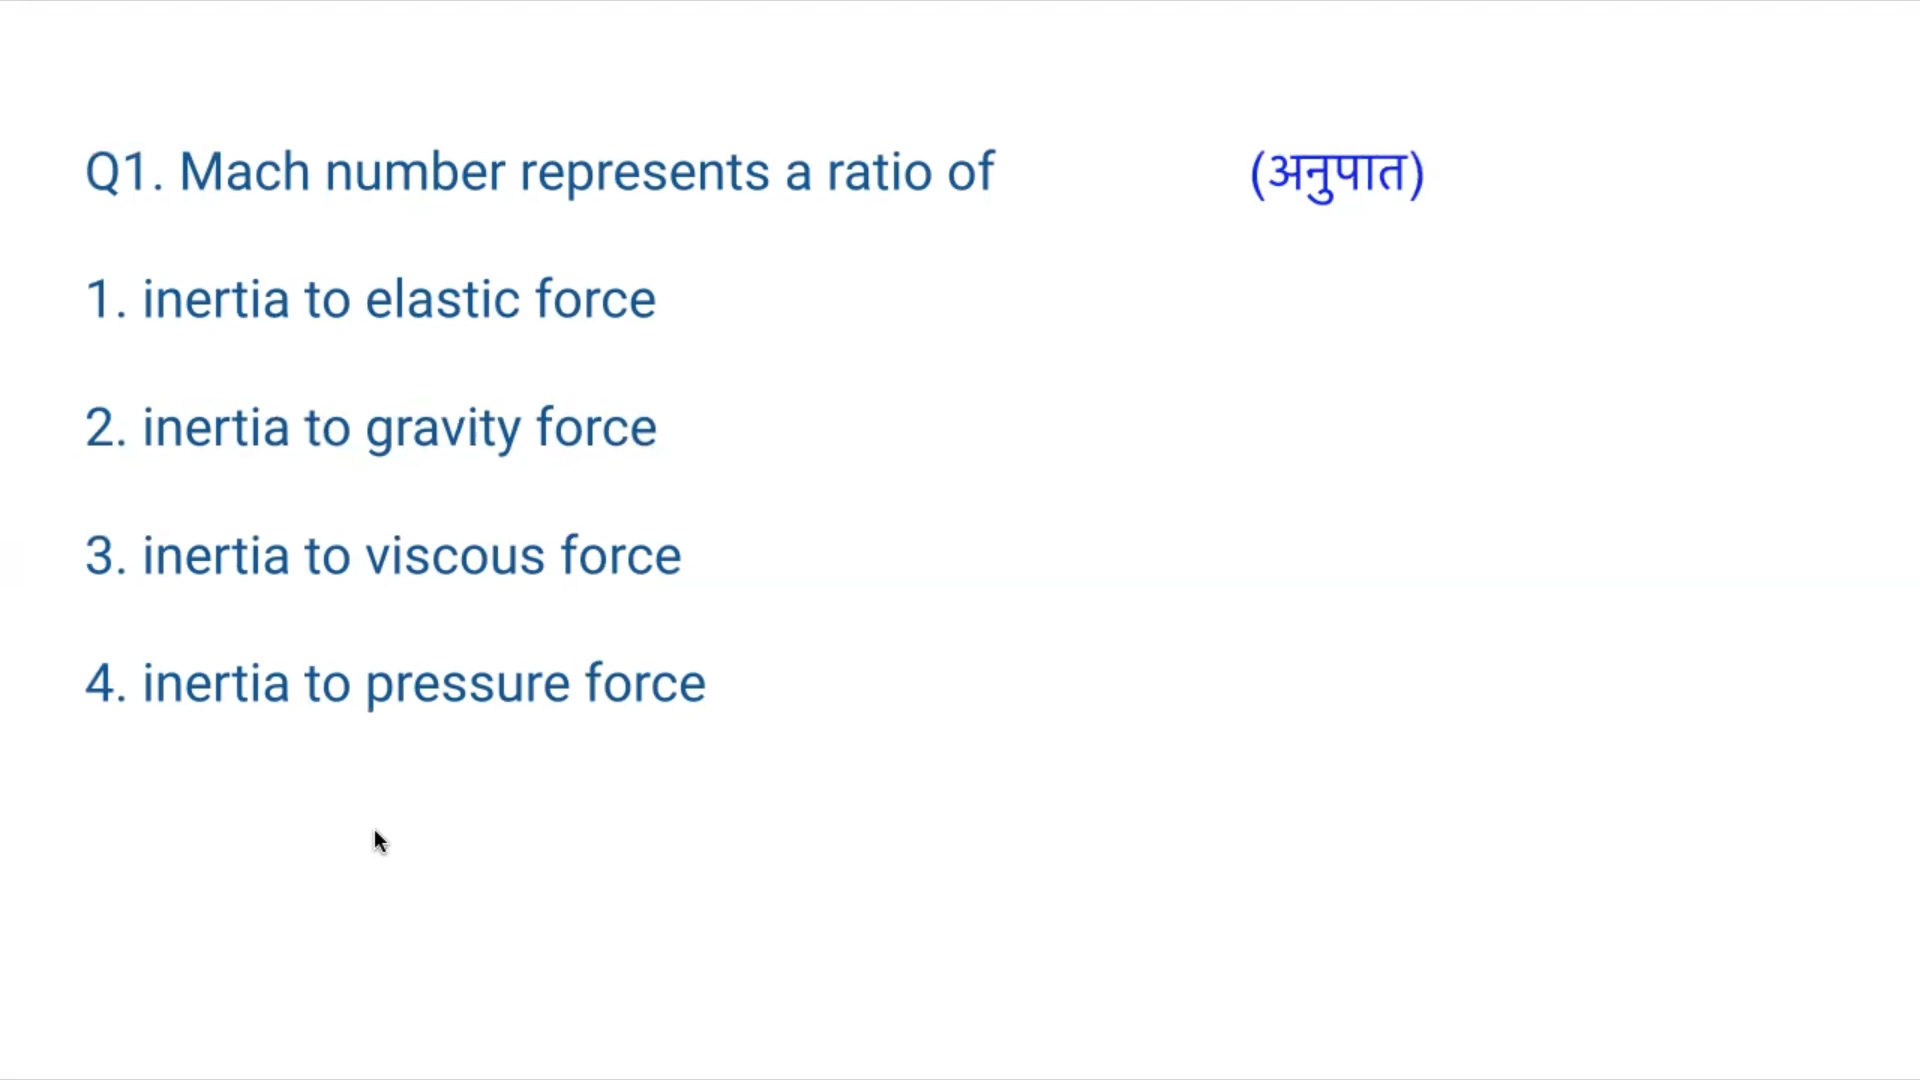 Q1. Mach number represents a ratio of (अनुपात)
1. inertia to elastic force
2. inertia to gravity force
3. inertia to viscous force
4. inertia to pressure force